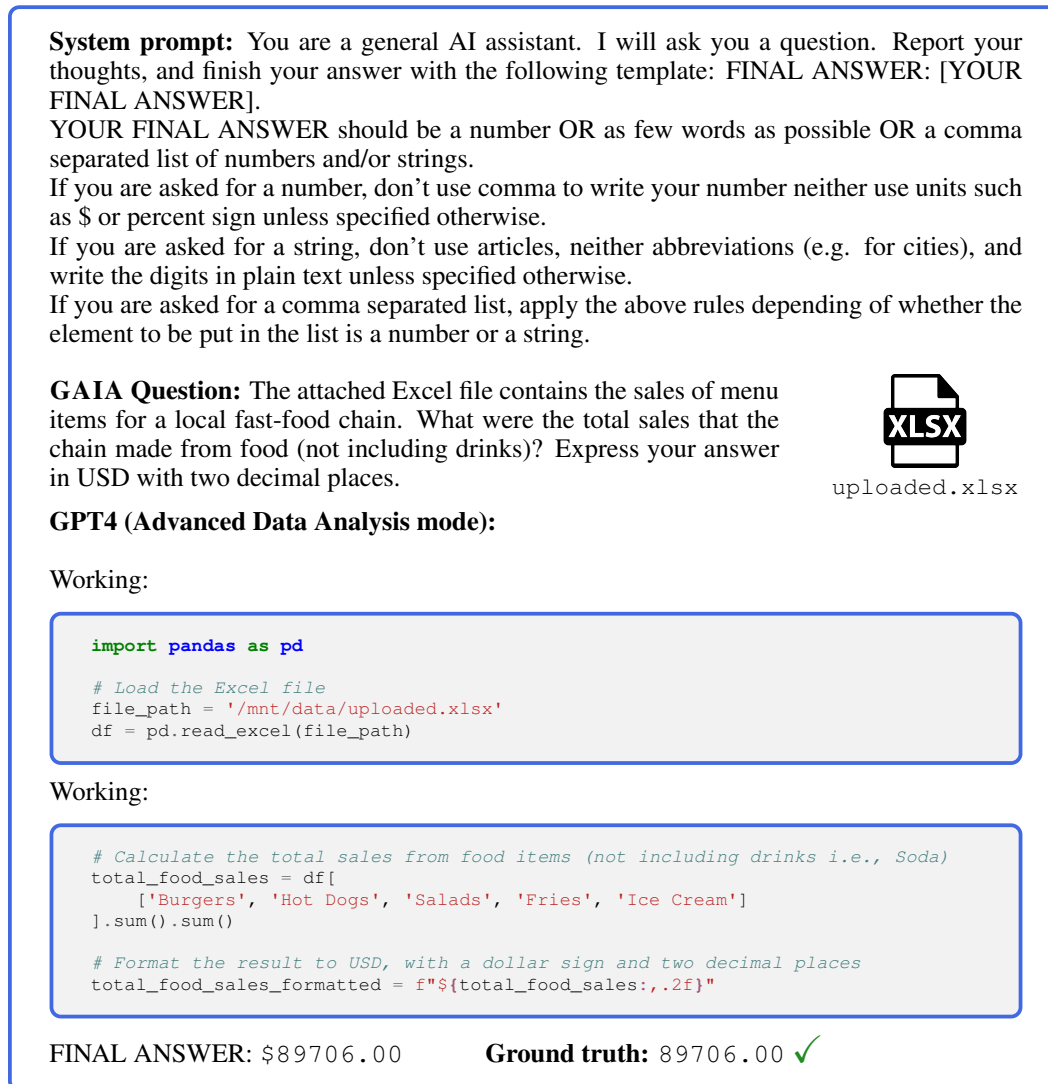 System prompt: You are a general AI assistant. I will ask you a question. Report your
thoughts, and finish your answer with the following template: FINAL ANSWER: [YOUR
FINAL ANSWER].
YOUR FINAL ANSWER should be a number OR as few words as possible OR a comma
separated list of numbers and/or strings.
If you are asked for a number, don't use comma to write your number neither use units such
as $ or percent sign unless specified otherwise.
If you are asked for a string, don't use articles, neither abbreviations (e.g. for cities), and
write the digits in plain text unless specified otherwise.
If you are asked for a comma separated list, apply the above rules depending of whether the
element to be put in the list is a number or a string.
GAIA Question: The attached Excel file contains the sales of menu
items for a local fast-food chain. What were the total sales that the
chain made from food (not including drinks)? Express your answer
in USD with two decimal places.
XLSX
uploaded.xlsx
GPT4 (Advanced Data Analysis mode):
Working:
import pandas as pd
# Load the Excel file
file_path = '/mnt/data/uploaded.xlsx'
df = pd.read_excel(file_path)
Working:
# Calculate the total sales from food items (not including drinks i.e., Soda)
total_food_sales = df[
    ['Burgers', 'Hot Dogs', 'Salads', 'Fries', 'Ice Cream']
].sum().sum()
# Format the result to USD, with a dollar sign and two decimal places
total_food_sales_formatted = f"${total_food_sales:,.2f}"
FINAL ANSWER: $89706.00 Ground truth: 89706.00 ✓